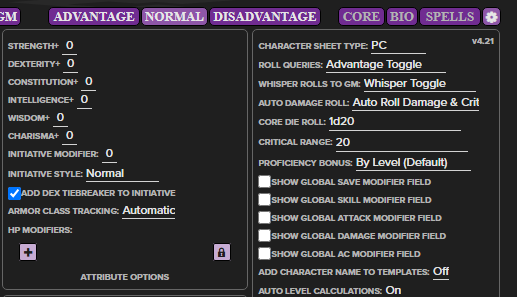 GM ADVANTAGE NORMAL DISADVANTAGE CORE BIO SPELLS
STRENGTH+ 0
DEXTERITY+ 0
CONSTITUTION+ 0
INTELLIGENCE+ 0
WISDOM+ 0
CHARISMA+ 0
INITIATIVE MODIFIER: 0
INITIATIVE STYLE: Normal
ADD DEX TIEBREAKER TO INITIATIVE
ARMOR CLASS TRACKING: Automatic
HP MODIFIERS:
+
ATTRIBUTE OPTIONS
v4.21
CHARACTER SHEET TYPE: PC
ROLL QUERIES: Advantage Toggle
WHISPER ROLLS TO GM: Whisper Toggle
AUTO DAMAGE ROLL: Auto Roll Damage & Crit
CORE DIE ROLL: 1d20
CRITICAL RANGE: 20
PROFICIENCY BONUS: By Level (Default)
SHOW GLOBAL SAVE MODIFIER FIELD
SHOW GLOBAL SKILL MODIFIER FIELD
SHOW GLOBAL ATTACK MODIFIER FIELD
SHOW GLOBAL DAMAGE MODIFIER FIELD
SHOW GLOBAL AC MODIFIER FIELD
ADD CHARACTER NAME TO TEMPLATES: Off
AUTO LEVEL CALCULATIONS: On